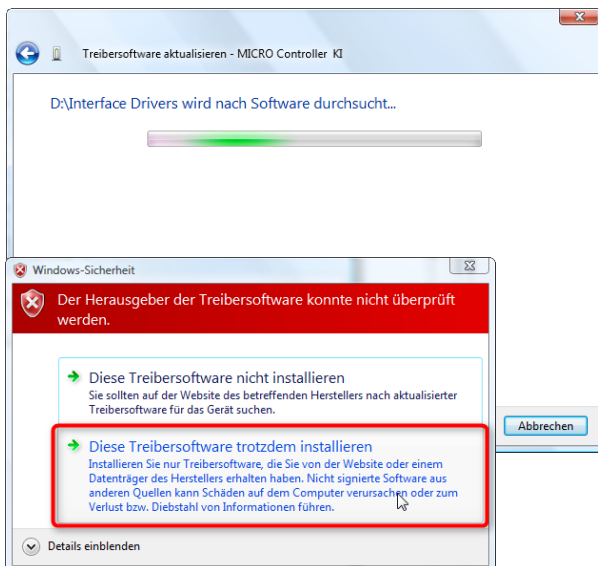 Treibersoftware aktualisieren - MICRO Controller KI
D:\Interface Drivers wird nach Software durchsucht...
Windows-Sicherheit
Der Herausgeber der Treibersoftware konnte nicht überprüft
werden.
Diese Treibersoftware nicht installieren
Sie sollten auf der Website des betreffenden Herstellers nach aktualisierter
Treibersoftware für das Gerät suchen.
Abbrechen
Diese Treibersoftware trotzdem installieren
Installieren Sie nur Treibersoftware, die Sie von der Website oder einem
Datenträger des Herstellers erhalten haben. Nicht signierte Software aus
anderen Quellen kann Schäden auf dem Computer verursachen oder zum
Verlust bzw. Diebstahl von Informationen führen.
Details einblenden